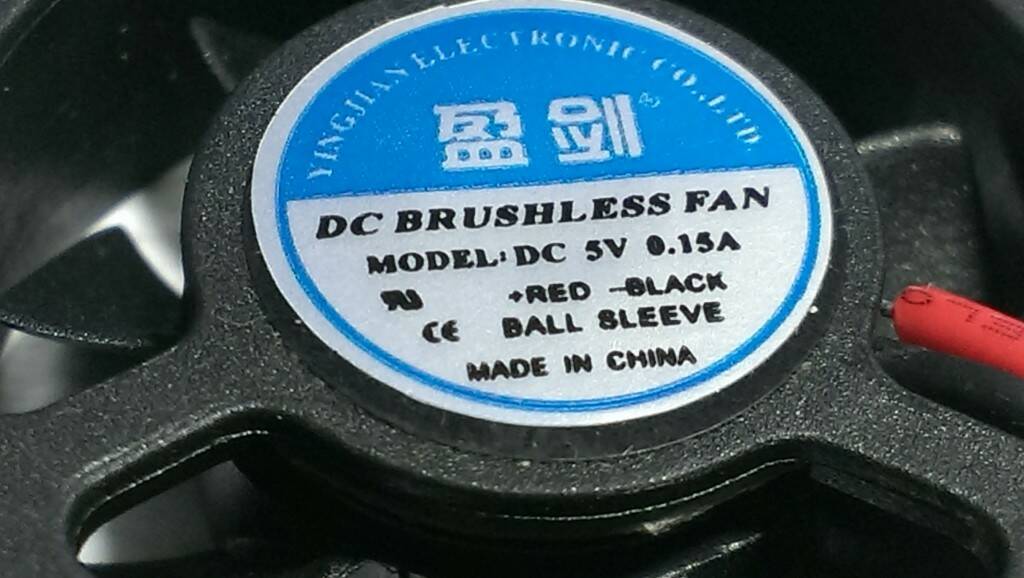 YINGJIAN ELECTRONIC CO.,LTD.
盈剑®
DC BRUSHLESS FAN
MODEL: DC 5V 0.15A
RU +RED -BLACK
CE BALL SLEEVE
MADE IN CHINA